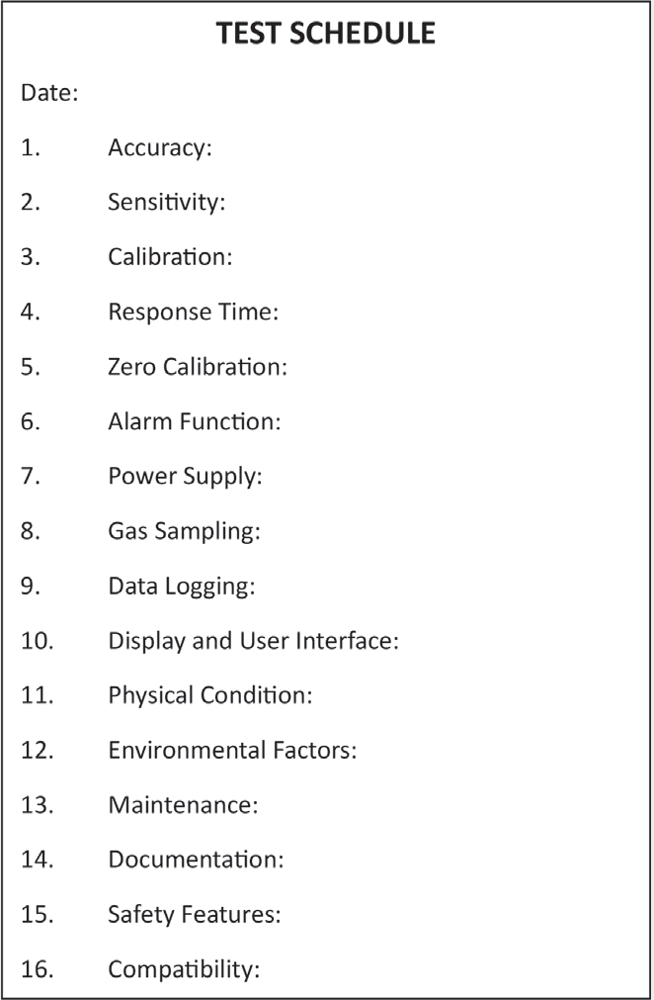 TEST SCHEDULE
Date:
1. Accuracy:
2. Sensitivity:
3. Calibration:
4. Response Time:
5. Zero Calibration:
6. Alarm Function:
7. Power Supply:
8. Gas Sampling:
9. Data Logging:
10. Display and User Interface:
11. Physical Condition:
12. Environmental Factors:
13. Maintenance:
14. Documentation:
15. Safety Features:
16. Compatibility: